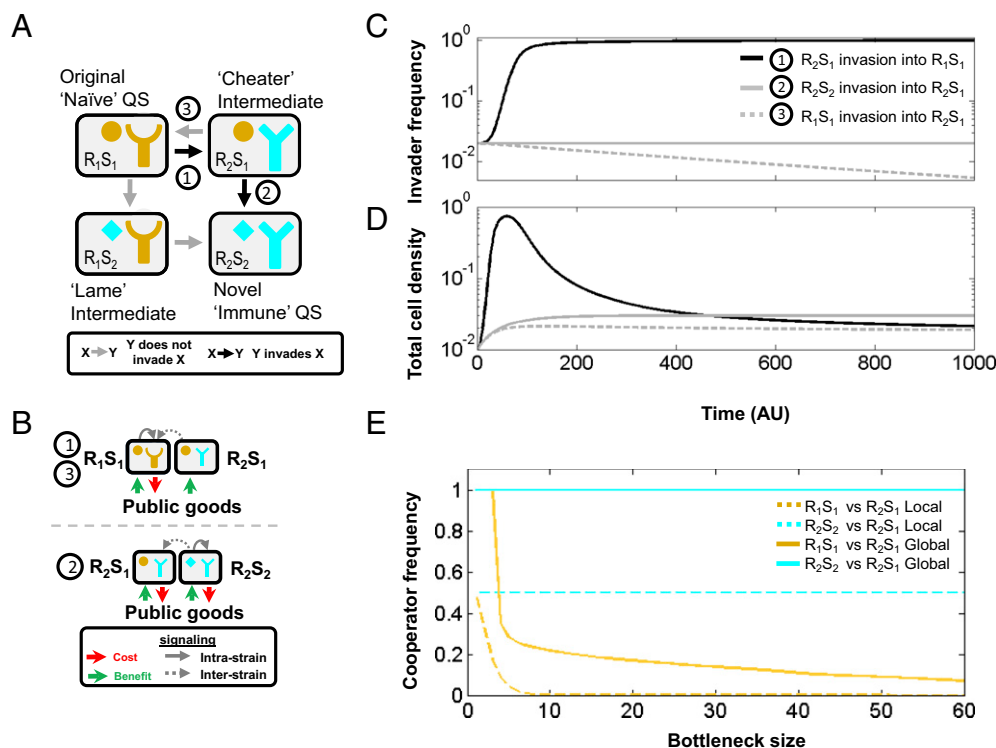 A
Original
'Naïve' QS
'Cheater'
Intermediate
3
R1S1
1
R2S1
2
R1S2
R2S2
'Lame'
Intermediate
Novel
'Immune' QS
X Y Y does not invade X X Y Y invades X
B
1
3
R1S1
R2S1
Public goods
2
R2S1
R2S2
Public goods
signaling
Cost
Intra-strain
Benefit
Inter-strain
C
Invader frequency
10^0
10^-1
10^-2
1 R2S1 invasion into R1S1
2 R2S2 invasion into R2S1
3 R1S1 invasion into R2S1
D
Total cell density
10^0
10^-1
10^-2
0 200 400 600 800 1000
Time (AU)
E
Cooperator frequency
1
0.8
0.6
0.4
0.2
0
R1S1 vs R2S1 Local
R2S2 vs R2S1 Local
R1S1 vs R2S1 Global
R2S2 vs R2S1 Global
0 10 20 30 40 50 60
Bottleneck size